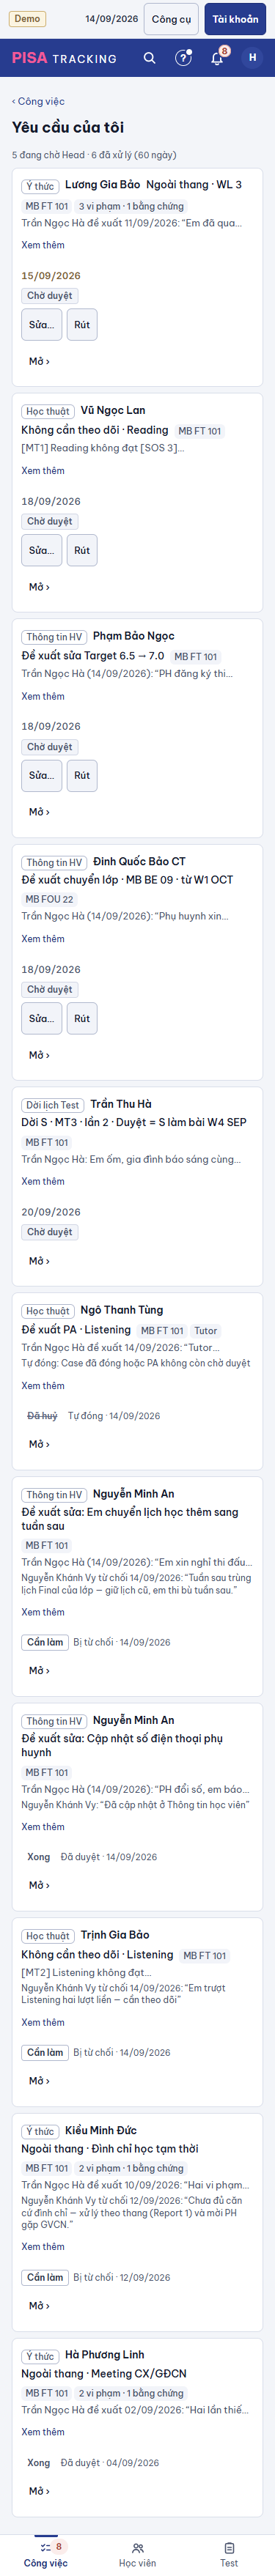 Demo
14/09/2026
Công cụ
Tài khoản
PISA TRACKING
?
8
H
‹ Công việc
Yêu cầu của tôi
5 đang chờ Head · 6 đã xử lý (60 ngày)
Ý thức Lương Gia Bảo Ngoài thang · WL 3
MB FT 101 3 vi phạm · 1 bằng chứng
Trần Ngọc Hà đề xuất 11/09/2026: “Em đã qua...
Xem thêm
15/09/2026
Chờ duyệt
Sửa... Rút
Mở ›
Học thuật Vũ Ngọc Lan
Không cần theo dõi · Reading MB FT 101
[MT1] Reading không đạt [SOS 3]...
Xem thêm
18/09/2026
Chờ duyệt
Sửa... Rút
Mở ›
Thông tin HV Phạm Bảo Ngọc
Đề xuất sửa Target 6.5 → 7.0 MB FT 101
Trần Ngọc Hà (14/09/2026): “PH đăng ký thi...
Xem thêm
18/09/2026
Chờ duyệt
Sửa... Rút
Mở ›
Thông tin HV Đinh Quốc Bảo CT
Đề xuất chuyển lớp · MB BE 09 · từ W1 OCT
MB FOU 22
Trần Ngọc Hà (14/09/2026): “Phụ huynh xin...
Xem thêm
18/09/2026
Chờ duyệt
Sửa... Rút
Mở ›
Dời lịch Test Trần Thu Hà
Dời S · MT3 · lần 2 · Duyệt = S làm bài W4 SEP
MB FT 101
Trần Ngọc Hà: Em ốm, gia đình báo sáng cùng...
Xem thêm
20/09/2026
Chờ duyệt
Mở ›
Học thuật Ngô Thanh Tùng
Đề xuất PA · Listening MB FT 101 Tutor
Trần Ngọc Hà đề xuất 14/09/2026: “Tutor...
Tự đóng: Case đã đóng hoặc PA không còn chờ duyệt
Xem thêm
Đã huỷ Tự đóng · 14/09/2026
Mở ›
Thông tin HV Nguyễn Minh An
Đề xuất sửa: Em chuyển lịch học thêm sang
tuần sau
MB FT 101
Trần Ngọc Hà (14/09/2026): “Em xin nghỉ thi đấu...
Nguyễn Khánh Vy từ chối 14/09/2026: “Tuần sau trùng
lịch Final của lớp — giữ lịch cũ, em thi bù tuần sau.”
Xem thêm
Cần làm Bị từ chối · 14/09/2026
Mở ›
Thông tin HV Nguyễn Minh An
Đề xuất sửa: Cập nhật số điện thoại phụ
huynh
MB FT 101
Trần Ngọc Hà (14/09/2026): “PH đổi số, em báo...
Nguyễn Khánh Vy: “Đã cập nhật ở Thông tin học viên”
Xem thêm
Xong Đã duyệt · 14/09/2026
Mở ›
Học thuật Trịnh Gia Bảo
Không cần theo dõi · Listening MB FT 101
[MT2] Listening không đạt...
Nguyễn Khánh Vy từ chối 14/09/2026: “Em trượt
Listening hai lượt liền — cần theo dõi”
Xem thêm
Cần làm Bị từ chối · 14/09/2026
Mở ›
Ý thức Kiều Minh Đức
Ngoài thang · Đình chỉ học tạm thời
MB FT 101 2 vi phạm · 1 bằng chứng
Trần Ngọc Hà đề xuất 10/09/2026: “Hai vi phạm...
Nguyễn Khánh Vy từ chối 12/09/2026: “Chưa đủ căn
cứ đình chỉ — xử lý theo thang (Report 1) và mời PH
gặp GVCN.”
Xem thêm
Cần làm Bị từ chối · 12/09/2026
Mở ›
Ý thức Hà Phương Linh
Ngoài thang · Meeting CX/GĐCN
MB FT 101 2 vi phạm · 1 bằng chứng
Trần Ngọc Hà đề xuất 02/09/2026: “Hai lần thiế...
Xem thêm
Xong Đã duyệt · 04/09/2026
Mở ›
8
Công việc Học viên Test